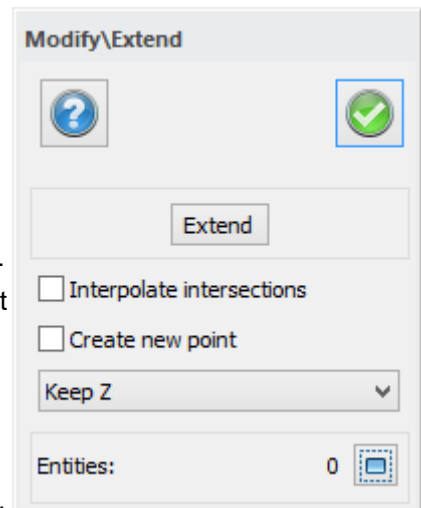 Modify\Extend
Extend
Interpolate intersections
t
Create new point
Keep Z
Entities: 0